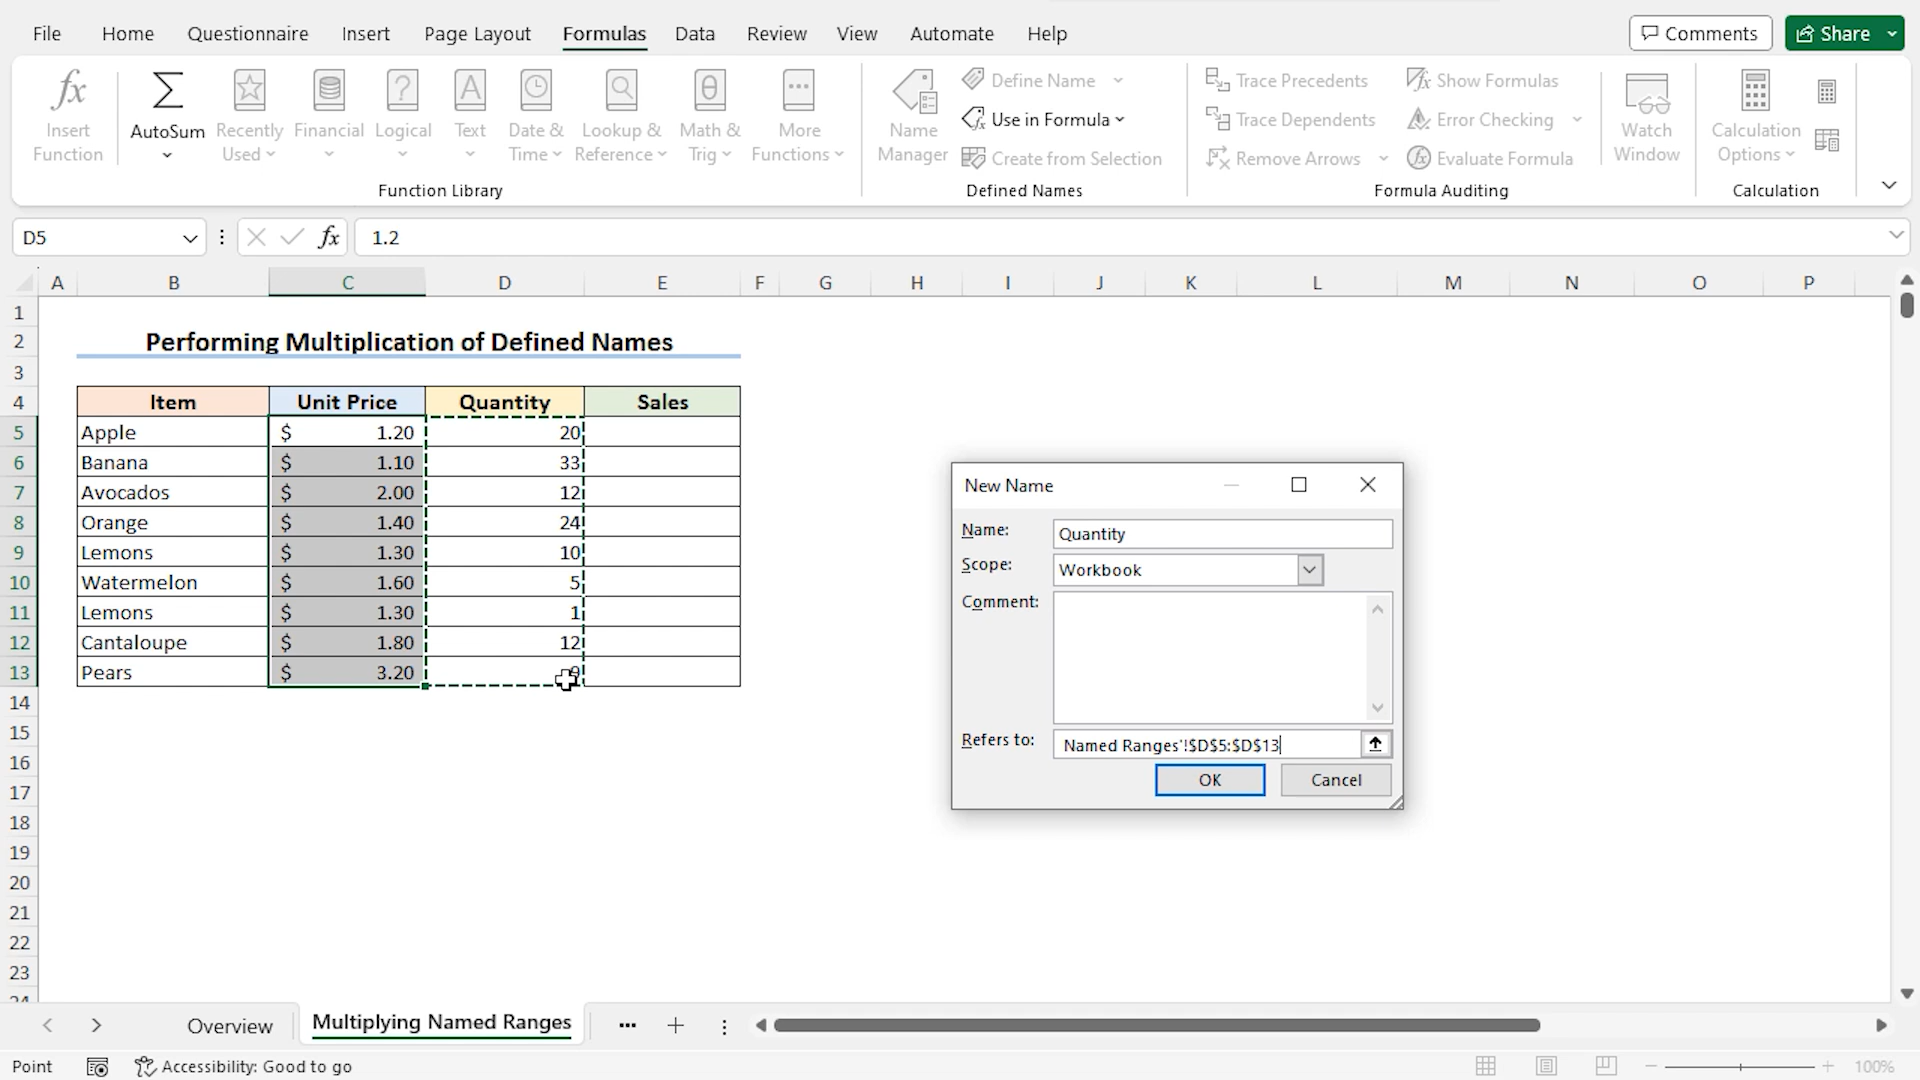 File Home Questionnaire Insert Page Layout Formulas Data Review View Automate Help Comments Share
Insert Function
AutoSum
Recently Used
Financial
Logical
Text
Date & Time
Lookup & Reference
Math & Trig
More Functions
Function Library
Name Manager
Define Name
Use in Formula
Create from Selection
Defined Names
Trace Precedents
Trace Dependents
Remove Arrows
Show Formulas
Error Checking
Evaluate Formula
Formula Auditing
Watch Window
Calculation Options
Calculation
D5 fx 1.2
A B C D E F G H I J K L M N O P
1
2 Performing Multiplication of Defined Names
3
4 Item Unit Price Quantity Sales
5 Apple $ 1.20 20
6 Banana $ 1.10 33
7 Avocados $ 2.00 12
8 Orange $ 1.40 24
9 Lemons $ 1.30 10
10 Watermelon $ 1.60 5
11 Lemons $ 1.30 1
12 Cantaloupe $ 1.80 12
13 Pears $ 3.20
14
15
16
17
18
19
20
21
22
23
New Name
Name: Quantity
Scope: Workbook
Comment:
Refers to: Named Ranges'!$D$5:$D$13
OK Cancel
Overview Multiplying Named Ranges
Point Accessibility: Good to go 100%